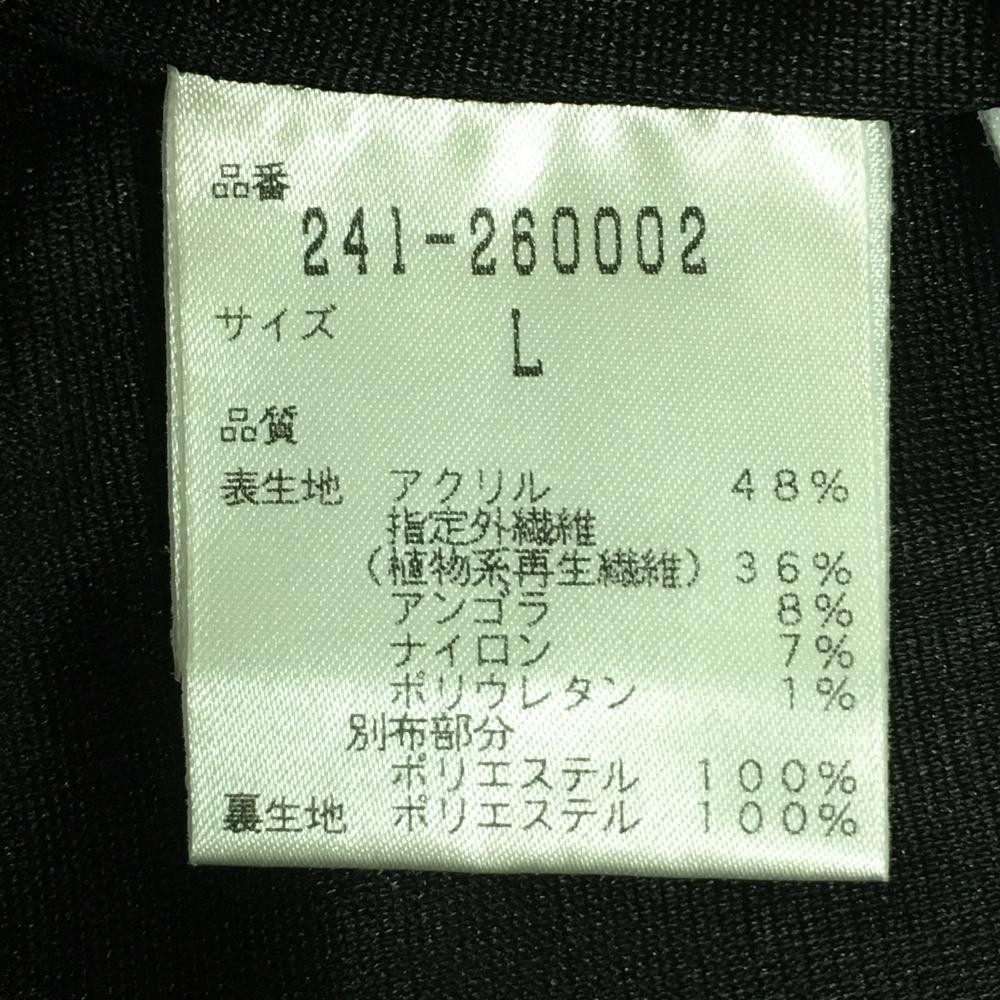 品番
241-260002
サイズ L
品質
表生地 アクリル 48%
指定外繊維
(植物系再生繊維) 36%
アンゴラ 8%
ナイロン 7%
ポリウレタン 1%
別布部分
ポリエステル 100%
裏生地 ポリエステル 100%